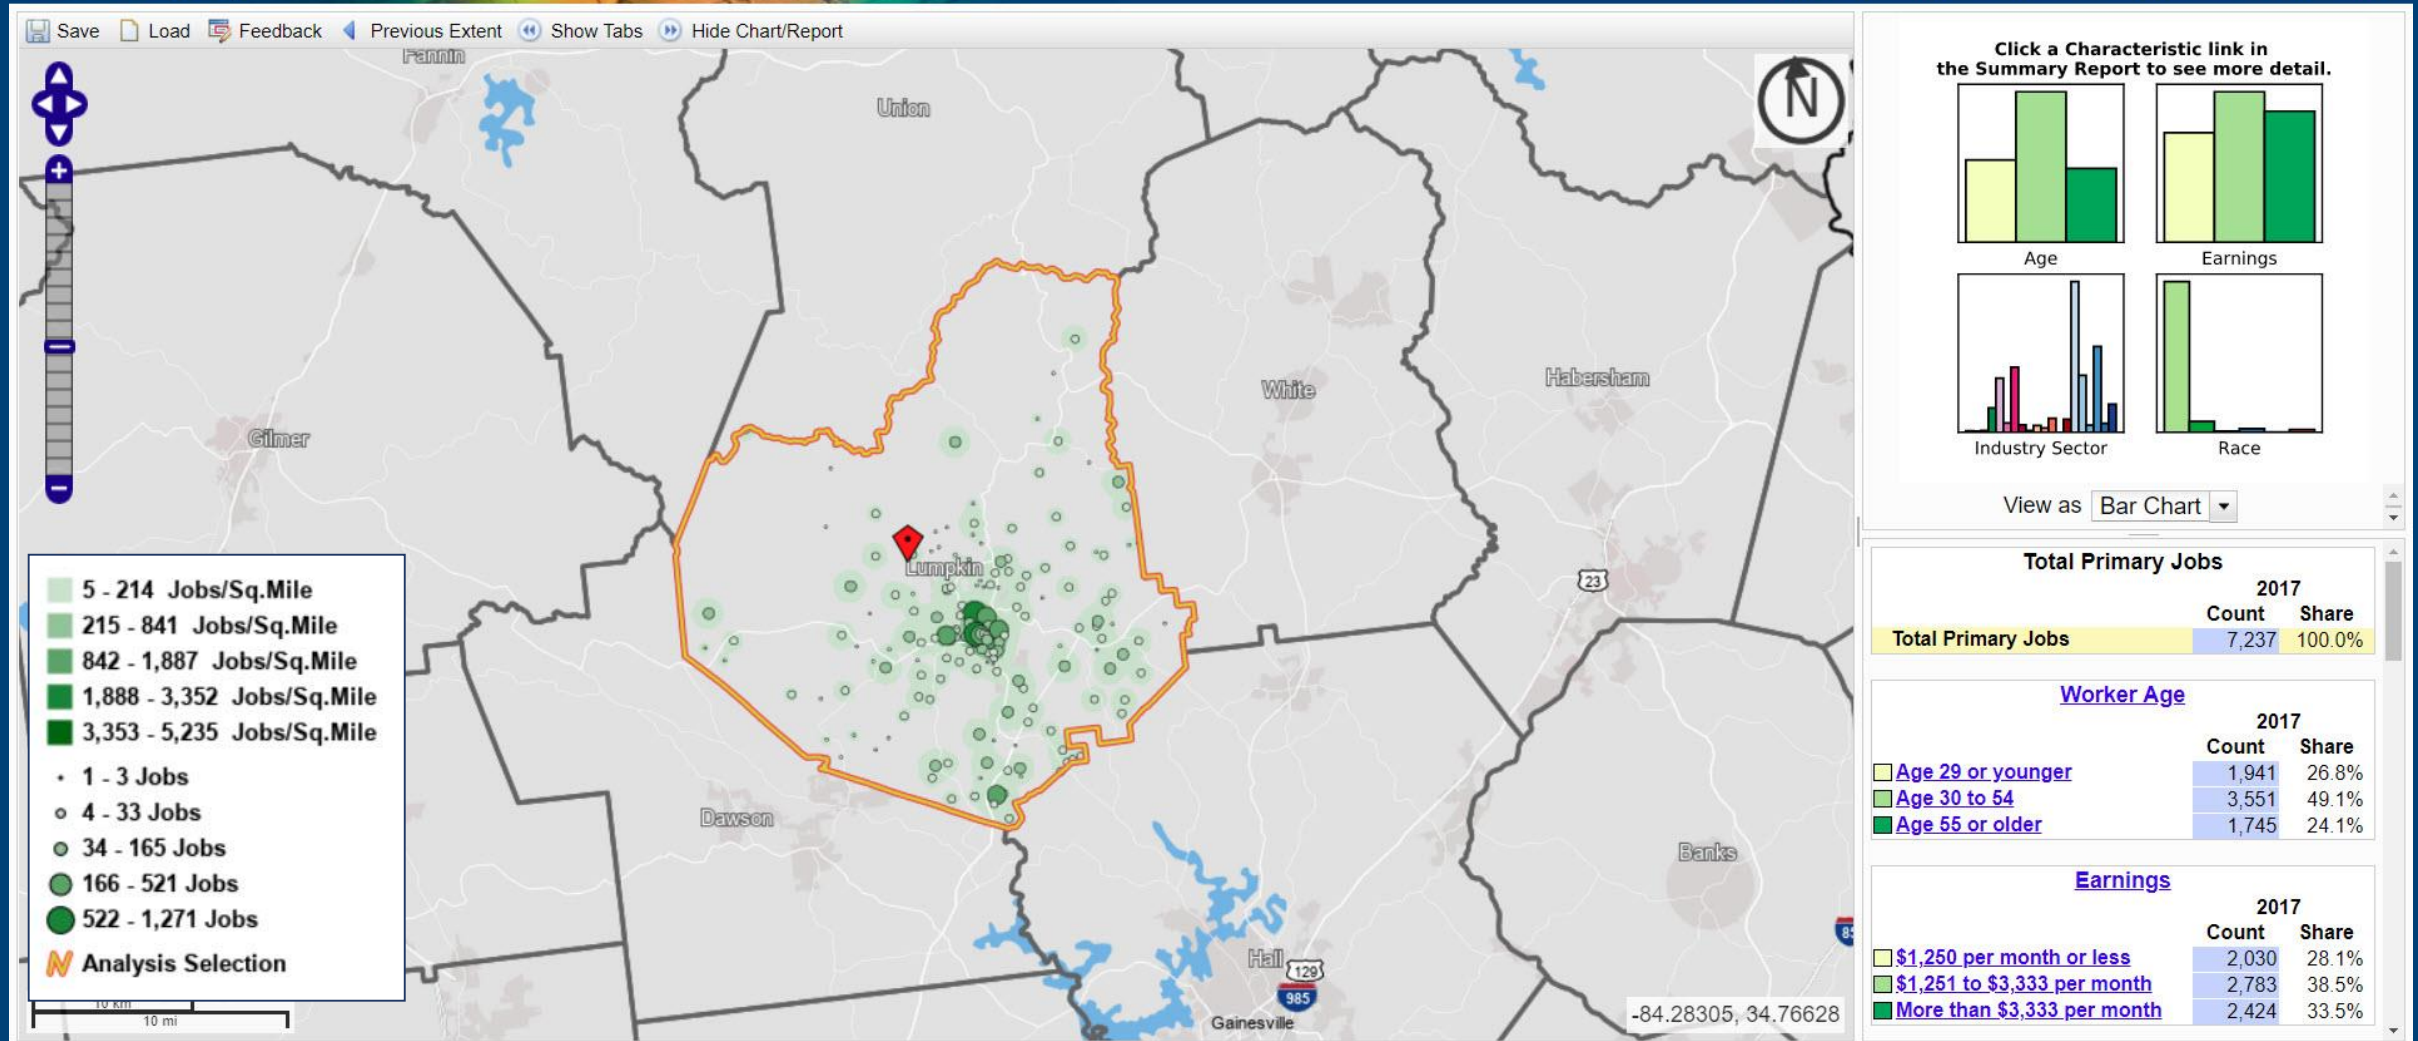 Save Load Feedback Previous Extent Show Tabs Hide Chart/Report
Fannin
Union
N
Gilmer
White
Habersham
Lumpkin
23
Dawson
Banks
Hall
129
985
85
Gainesville
-84.28305, 34.76628
5 - 214 Jobs/Sq.Mile
215 - 841 Jobs/Sq.Mile
842 - 1,887 Jobs/Sq.Mile
1,888 - 3,352 Jobs/Sq.Mile
3,353 - 5,235 Jobs/Sq.Mile
1 - 3 Jobs
4 - 33 Jobs
34 - 165 Jobs
166 - 521 Jobs
522 - 1,271 Jobs
Analysis Selection
10 km
10 mi
Click a Characteristic link in
the Summary Report to see more detail.
Age Earnings
Industry Sector Race
View as Bar Chart
Total Primary Jobs
2017
Count Share
Total Primary Jobs 7,237 100.0%
Worker Age
2017
Count Share
Age 29 or younger 1,941 26.8%
Age 30 to 54 3,551 49.1%
Age 55 or older 1,745 24.1%
Earnings
2017
Count Share
$1,250 per month or less 2,030 28.1%
$1,251 to $3,333 per month 2,783 38.5%
More than $3,333 per month 2,424 33.5%